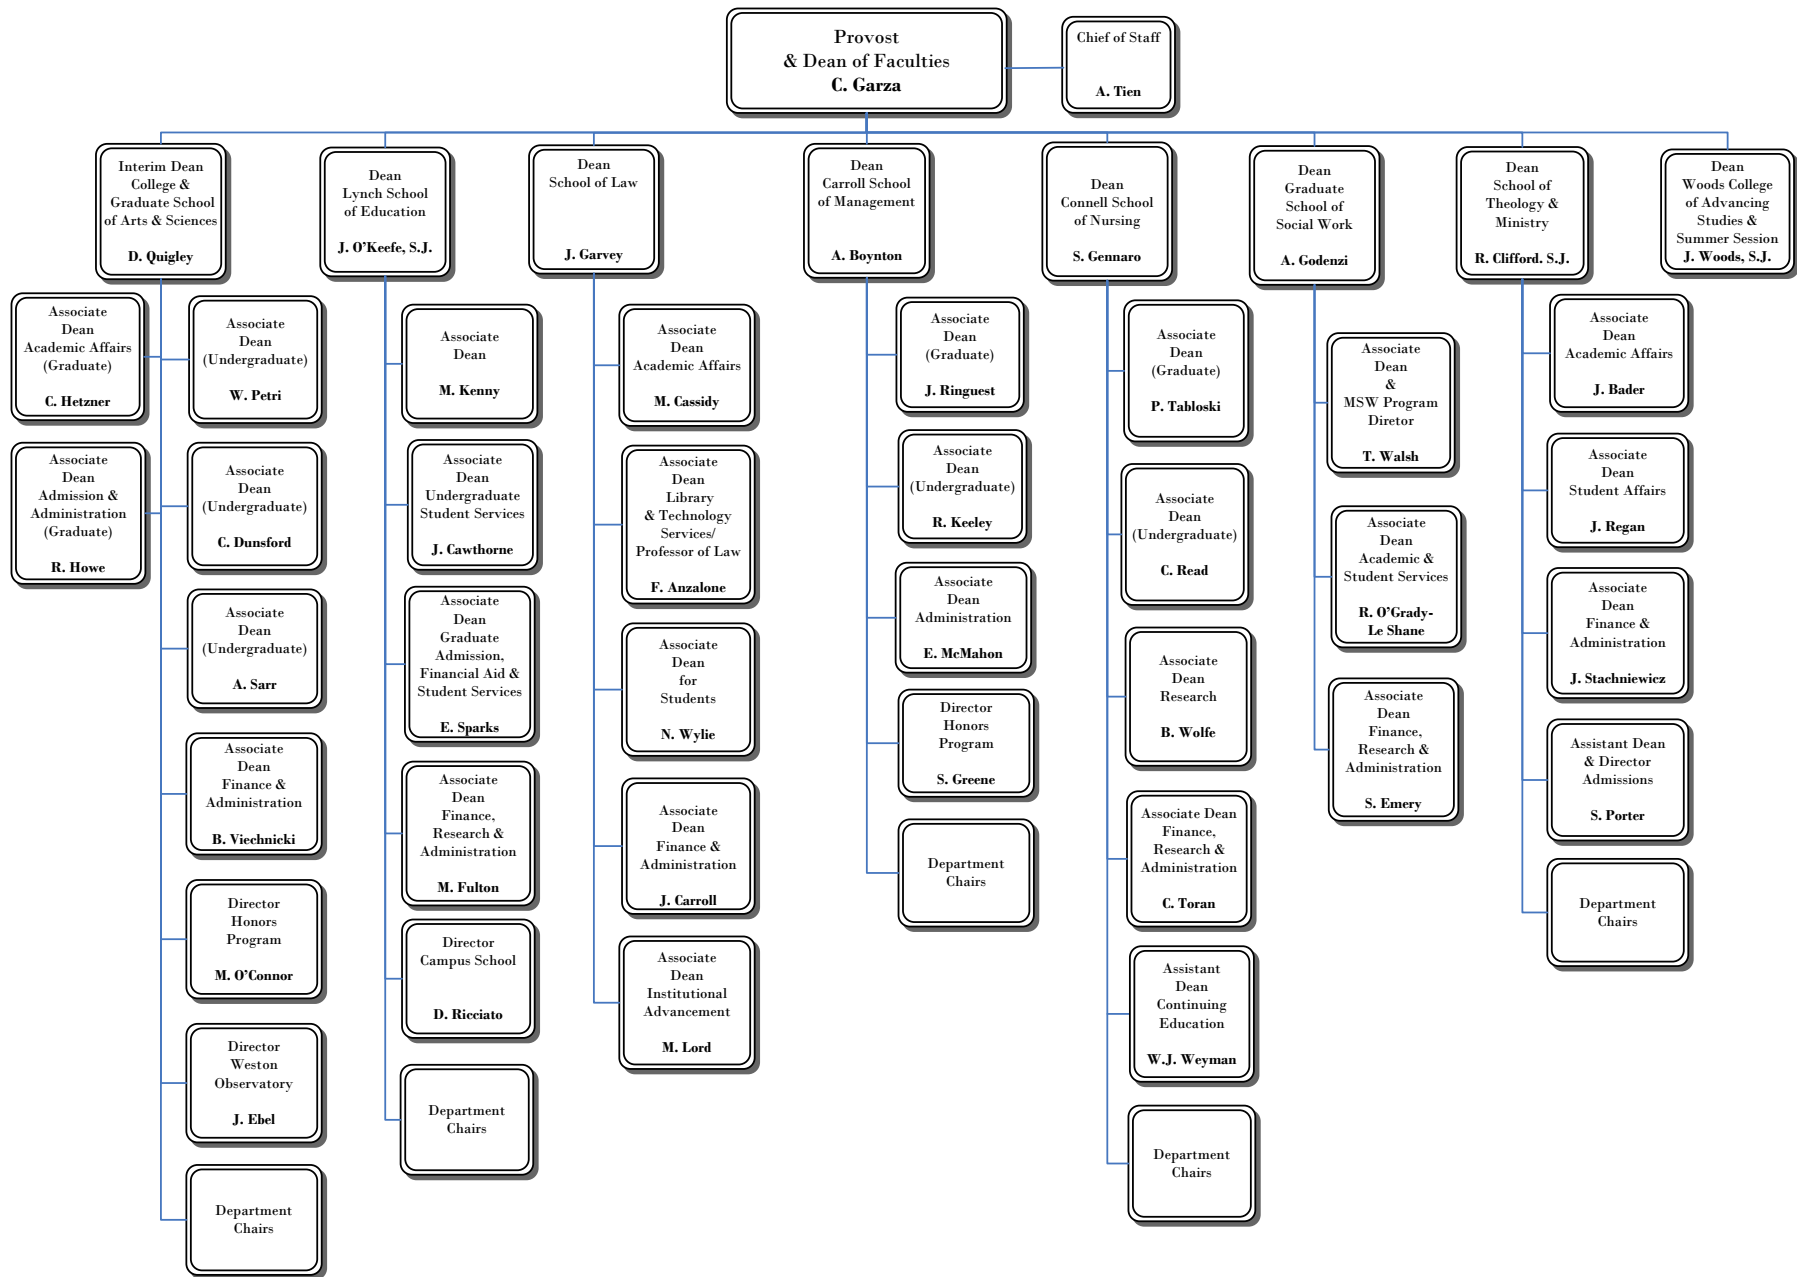 Provost
& Dean of Faculties
C. Garza
Chief of Staff
A. Tien
Interim Dean
College &
Graduate School
of Arts & Sciences
D. Quigley
Dean
Lynch School
of Education
J. O'Keefe, S.J.
Dean
School of Law
J. Garvey
Dean
Carroll School
of Management
A. Boynton
Dean
Connell School
of Nursing
S. Gennaro
Dean
Graduate
School of
Social Work
A. Godenzi
Dean
School of
Theology &
Ministry
R. Clifford. S.J.
Dean
Woods College
of Advancing
Studies &
Summer Session
J. Woods, S.J.
Associate
Dean
Academic Affairs
(Graduate)
C. Hetzner
Associate
Dean
Admission &
Administration
(Graduate)
R. Howe
Associate
Dean
(Undergraduate)
W. Petri
Associate
Dean
(Undergraduate)
C. Dunsford
Associate
Dean
(Undergraduate)
A. Sarr
Associate
Dean
Finance &
Administration
B. Viechnicki
Director
Honors
Program
M. O'Connor
Director
Weston
Observatory
J. Ebel
Department
Chairs
Associate
Dean
M. Kenny
Associate
Dean
Undergraduate
Student Services
J. Cawthorne
Associate
Dean
Graduate
Admission,
Financial Aid &
Student Services
E. Sparks
Associate
Dean
Finance,
Research &
Administration
M. Fulton
Director
Campus School
D. Ricciato
Department
Chairs
Associate
Dean
Academic Affairs
M. Cassidy
Associate
Dean
Library
& Technology
Services/
Professor of Law
F. Anzalone
Associate
Dean
for
Students
N. Wylie
Associate
Dean
Finance &
Administration
J. Carroll
Associate
Dean
Institutional
Advancement
M. Lord
Associate
Dean
(Graduate)
J. Ringuest
Associate
Dean
(Undergraduate)
R. Keeley
Associate
Dean
Administration
E. McMahon
Director
Honors
Program
S. Greene
Department
Chairs
Associate
Dean
(Graduate)
P. Tabloski
Associate
Dean
(Undergraduate)
C. Read
Associate
Dean
Research
B. Wolfe
Associate Dean
Finance,
Research &
Administration
C. Toran
Assistant
Dean
Continuing
Education
W.J. Weyman
Department
Chairs
Associate
Dean
&
MSW Program
Diretor
T. Walsh
Associate
Dean
Academic &
Student Services
R. O'Grady-
Le Shane
Associate
Dean
Finance,
Research &
Administration
S. Emery
Associate
Dean
Academic Affairs
J. Bader
Associate
Dean
Student Affairs
J. Regan
Associate
Dean
Finance &
Administration
J. Stachniewicz
Assistant Dean
& Director
Admissions
S. Porter
Department
Chairs